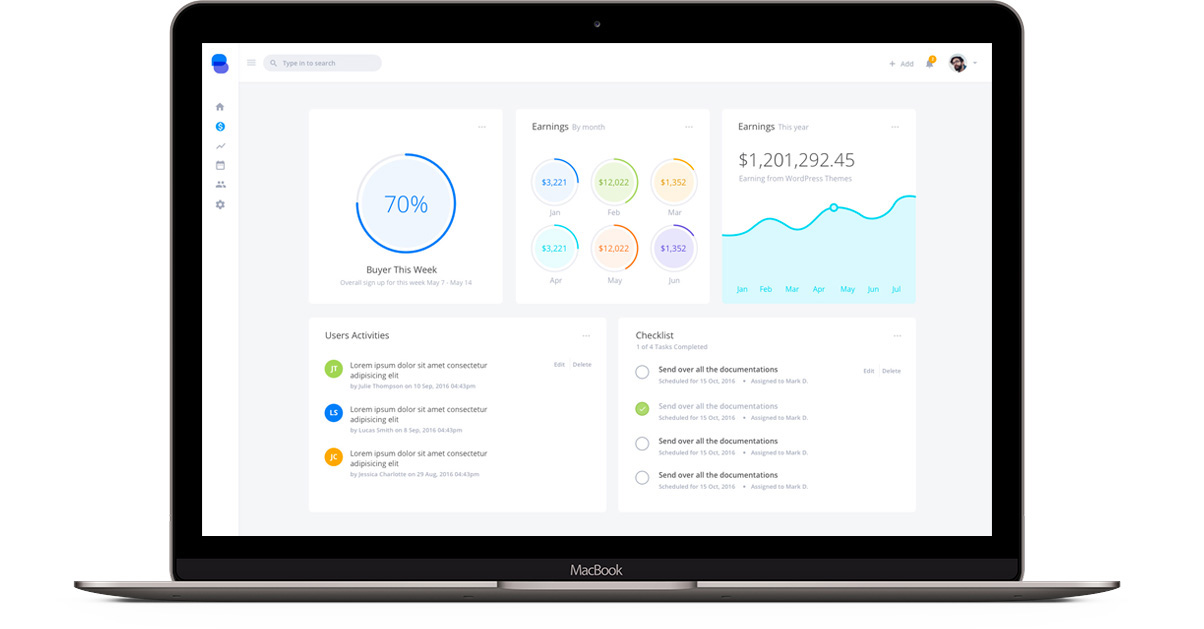 Type in to search
+ Add
70%
Buyer This Week
Overall sign up for this week May 7 - May 14
Earnings By month
$3,221
$12,022
$1,352
Jan
Feb
Mar
$3,221
$12,022
$1,352
Apr
May
Jun
Earnings This year
$1,201,292.45
Earning from WordPress Themes
Jan Feb Mar Apr May Jun Jul
Users Activities
JT
Lorem ipsum dolor sit amet consectetur
adipisicing elit
by Julie Thompson on 10 Sep, 2016 04:43pm
Edit Delete
LS
Lorem ipsum dolor sit amet consectetur
adipisicing elit
by Lucas Smith on 8 Sep, 2016 04:43pm
JC
Lorem ipsum dolor sit amet consectetur
adipisicing elit
by Jessica Charlotte on 29 Aug, 2016 04:43pm
Checklist
1 of 4 Tasks Completed
Send over all the documentations
Scheduled for 15 Oct, 2016 • Assigned to Mark D.
Edit Delete
Send over all the documentations
Scheduled for 15 Oct, 2016 • Assigned to Mark D.
Send over all the documentations
Scheduled for 15 Oct, 2016 • Assigned to Mark D.
Send over all the documentations
Scheduled for 15 Oct, 2016 • Assigned to Mark D.
MacBook